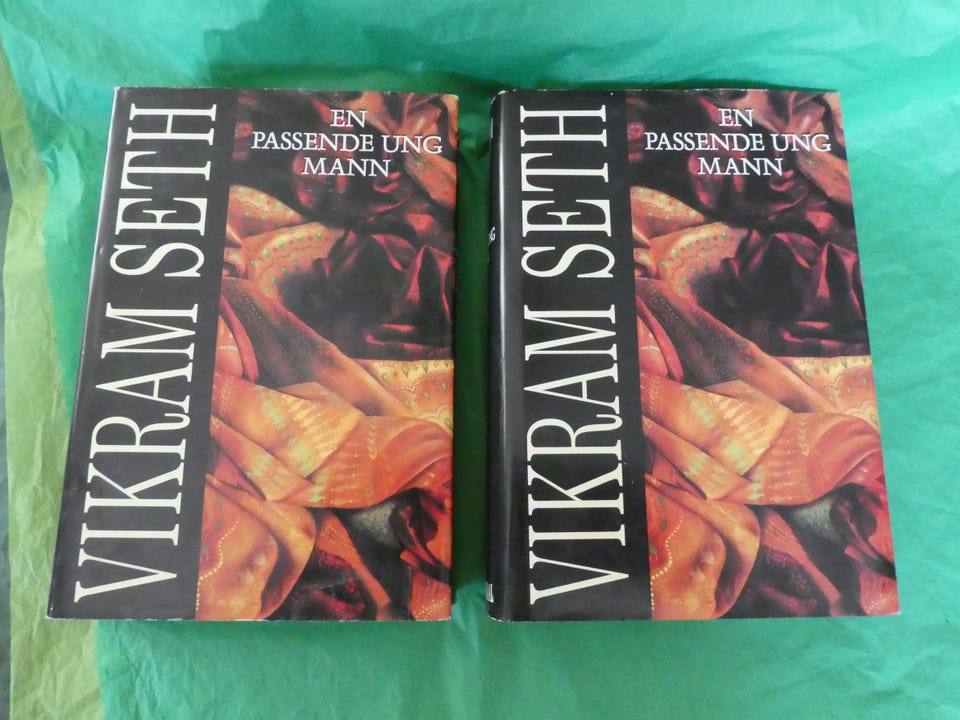 VIKRAM SETH
EN
PASSENDE UNG
MANN
VIKRAM SETH
EN
PASSENDE UNG
MANN